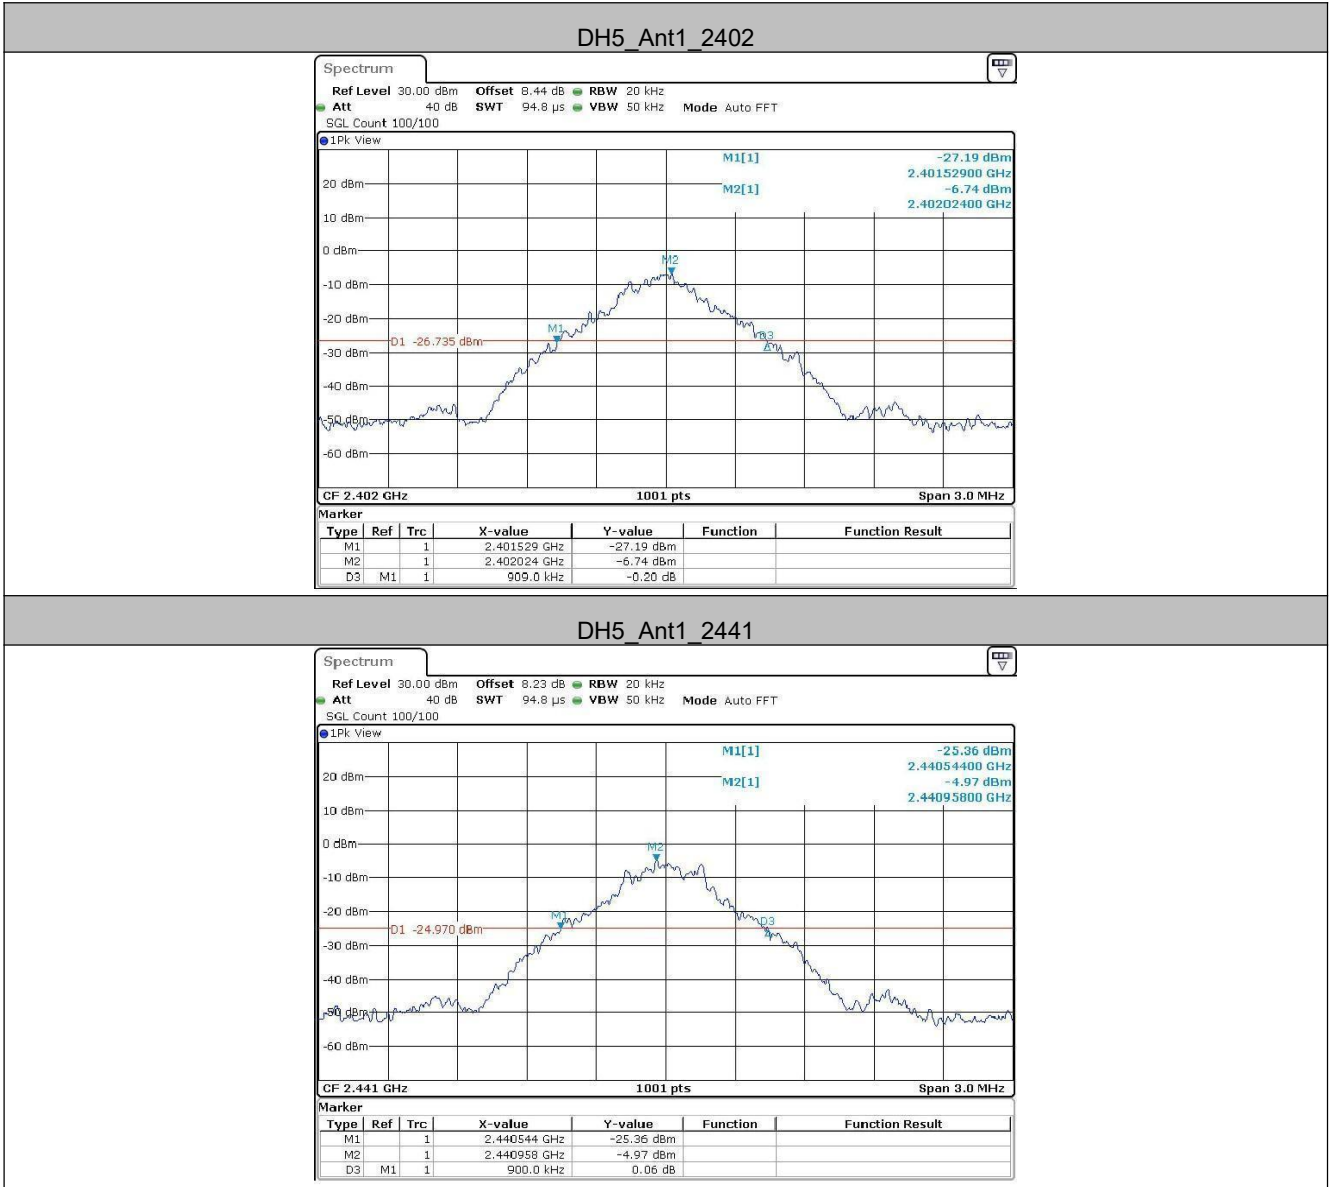 DH5_Ant1_2402
Spectrum
Ref Level 30.00 dBm Offset 8.44 dB RBW 20 kHz
Att 40 dB SWT 94.8 µs VBW 50 kHz Mode Auto FFT
SGL Count 100/100
1Pk View
M1[1] -27.19 dBm
2.40152900 GHz
20 dBm
M2[1] -6.74 dBm
2.40202400 GHz
10 dBm
0 dBm
M2
-10 dBm
-20 dBm
M1 D3
D1 -26.735 dBm
-30 dBm
-40 dBm
-50 dBm
-60 dBm
CF 2.402 GHz 1001 pts Span 3.0 MHz
Marker
Type Ref Trc X-value Y-value Function Function Result
M1 1 2.401529 GHz -27.19 dBm
M2 1 2.402024 GHz -6.74 dBm
D3 M1 1 909.0 kHz -0.20 dB
DH5_Ant1_2441
Spectrum
Ref Level 30.00 dBm Offset 8.23 dB RBW 20 kHz
Att 40 dB SWT 94.8 µs VBW 50 kHz Mode Auto FFT
SGL Count 100/100
1Pk View
M1[1] -25.36 dBm
2.44054400 GHz
20 dBm
M2[1] -4.97 dBm
2.44095800 GHz
10 dBm
0 dBm
M2
-10 dBm
-20 dBm
M1 D3
D1 -24.970 dBm
-30 dBm
-40 dBm
-50 dBm
-60 dBm
CF 2.441 GHz 1001 pts Span 3.0 MHz
Marker
Type Ref Trc X-value Y-value Function Function Result
M1 1 2.440544 GHz -25.36 dBm
M2 1 2.440958 GHz -4.97 dBm
D3 M1 1 900.0 kHz 0.06 dB